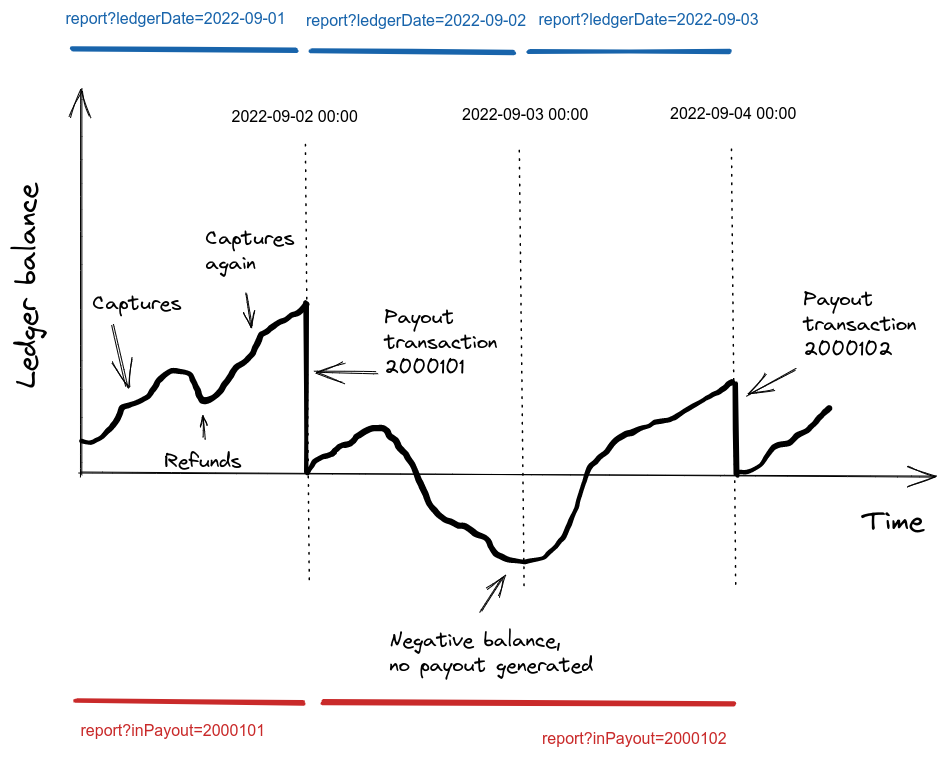 report?ledgerDate=2022-09-01
report?ledgerDate=2022-09-02
report?ledgerDate=2022-09-03
2022-09-02 00:00
2022-09-03 00:00
2022-09-04 00:00
Ledger balance
Captures
Captures
again
Refunds
Payout
transaction
2000101
Payout
transaction
2000102
Time
Negative balance,
no payout generated
report?inPayout=2000101
report?inPayout=2000102